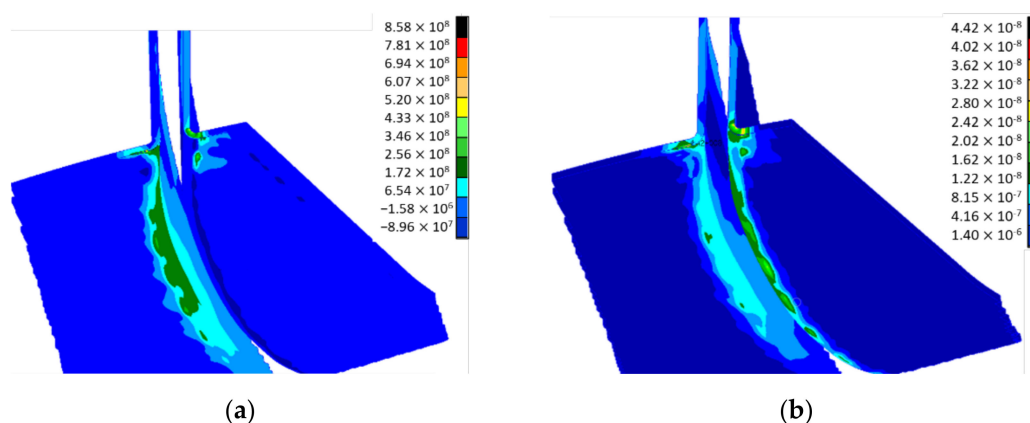 8.58 × 10⁸
7.81 × 10⁸
6.94 × 10⁸
6.07 × 10⁸
5.20 × 10⁸
4.33 × 10⁸
3.46 × 10⁸
2.56 × 10⁸
1.72 × 10⁸
6.54 × 10⁷
−1.58 × 10⁶
−8.96 × 10⁷
4.42 × 10⁻⁸
4.02 × 10⁻⁸
3.62 × 10⁻⁸
3.22 × 10⁻⁸
2.80 × 10⁻⁸
2.42 × 10⁻⁸
2.02 × 10⁻⁸
1.62 × 10⁻⁸
1.22 × 10⁻⁸
8.15 × 10⁻⁷
4.16 × 10⁻⁷
1.40 × 10⁻⁶
(a)
(b)